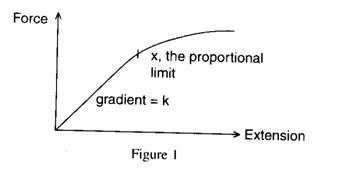 Force
x, the proportional
limit
gradient = k
Extension
Figure 1